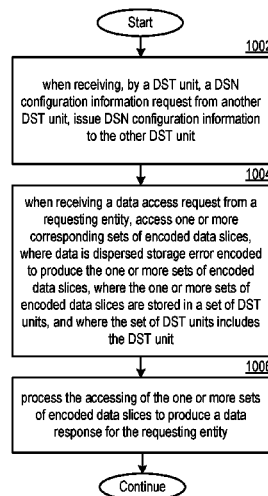 Start
1002
when receiving, by a DST unit, a DSN
configuration information request from another
DST unit, issue DSN configuration information
to the other DST unit
1004
when receiving a data access request from a
requesting entity, access one or more
corresponding sets of encoded data slices,
where data is dispersed storage error encoded
to produce the one or more sets of encoded
data slices, where the one or more sets of
encoded data slices are stored in a set of DST
units, and where the set of DST units includes
the DST unit
1006
process the accessing of the one or more sets
of encoded data slices to produce a data
response for the requesting entity
Continue